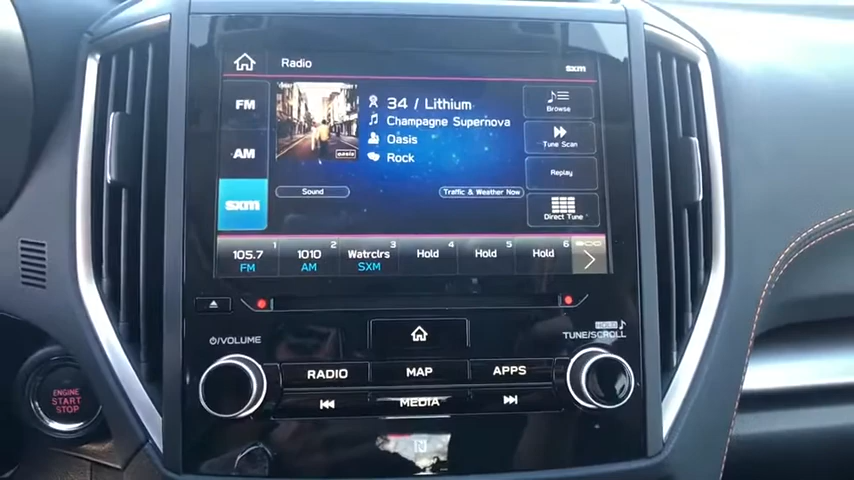 Radio
sxm
FM
34 / Lithium
Browse
Champagne Supernova
AM
Oasis
Tune Scan
oasis
Rock
Replay
sxm
Sound
Traffic & Weather Now
Direct Tune
1 2 3 4 5 6
105.7 1010 Watrclrs Hold Hold Hold
FM AM SXM
VOLUME
HOLD
TUNE/SCROLL
RADIO MAP APPS
MEDIA
ENGINE
START
STOP
N